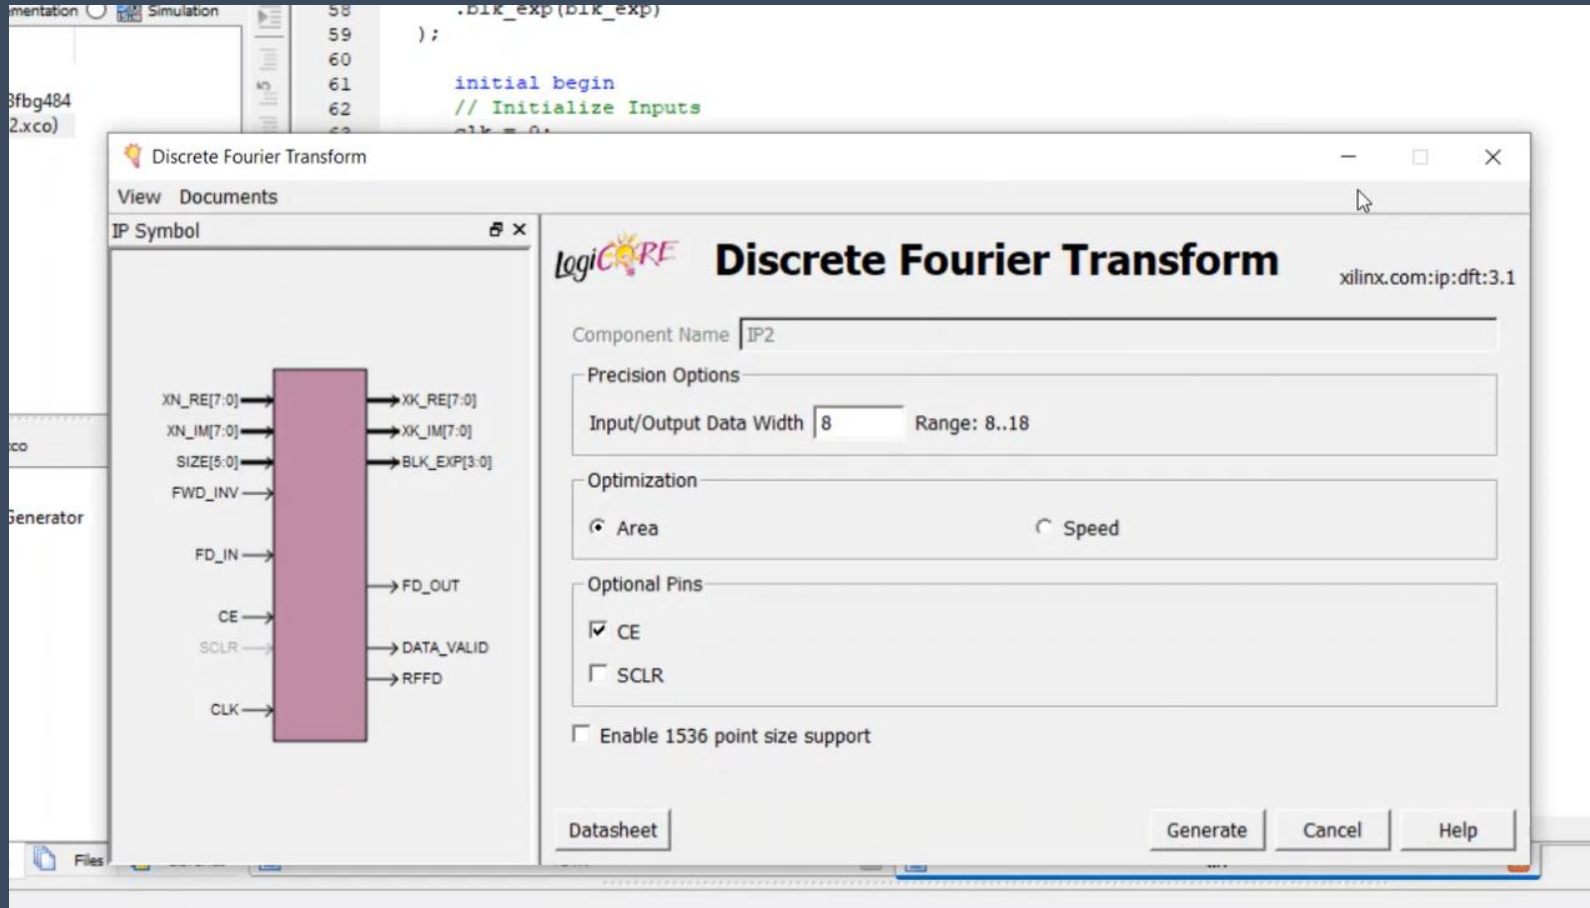 mentation Simulation
58 .blk_exp(blk_exp)
59 );
60
61 initial begin
62 // Initialize Inputs
63 clk = 0;
3fbg484
2.xco)
Discrete Fourier Transform
View Documents
IP Symbol
LogiCORE Discrete Fourier Transform
xilinx.com:ip:dft:3.1
Component Name IP2
Precision Options
Input/Output Data Width 8 Range: 8..18
Optimization
Area Speed
Optional Pins
CE
SCLR
Enable 1536 point size support
XN_RE[7:0] XK_RE[7:0]
XN_IM[7:0] XK_IM[7:0]
SIZE[5:0] BLK_EXP[3:0]
FWD_INV
FD_IN
FD_OUT
CE
SCLR DATA_VALID
RFFD
CLK
Datasheet Generate Cancel Help
co
Generator
Files